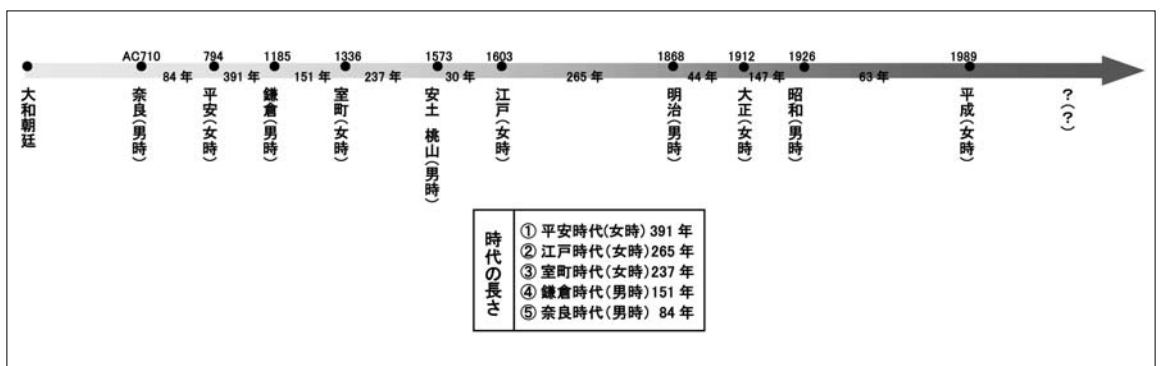 AC710 794 1185 1336 1573 1603 1868 1912 1926 1989
84 年 391 年 151 年 237 年 30 年 265 年 44 年 147 年 63 年
大和朝廷
奈良(男時)
平安(女時)
鎌倉(男時)
室町(女時)
安土 桃山(男時)
江戸(女時)
明治(男時)
大正(女時)
昭和(男時)
平成(女時)
?(?)
時代の長さ
① 平安時代(女時) 391 年
② 江戸時代(女時)265 年
③ 室町時代(女時)237 年
④ 鎌倉時代(男時)151 年
⑤ 奈良時代(男時) 84 年